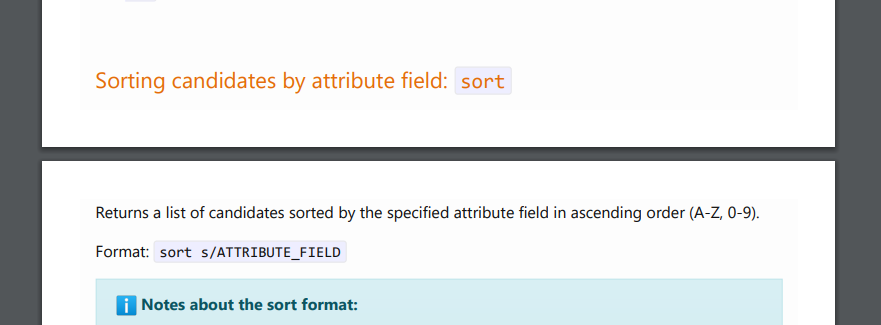 Sorting candidates by attribute field: sort
Returns a list of candidates sorted by the specified attribute field in ascending order (A-Z, 0-9).
Format: sort s/ATTRIBUTE_FIELD
Notes about the sort format: